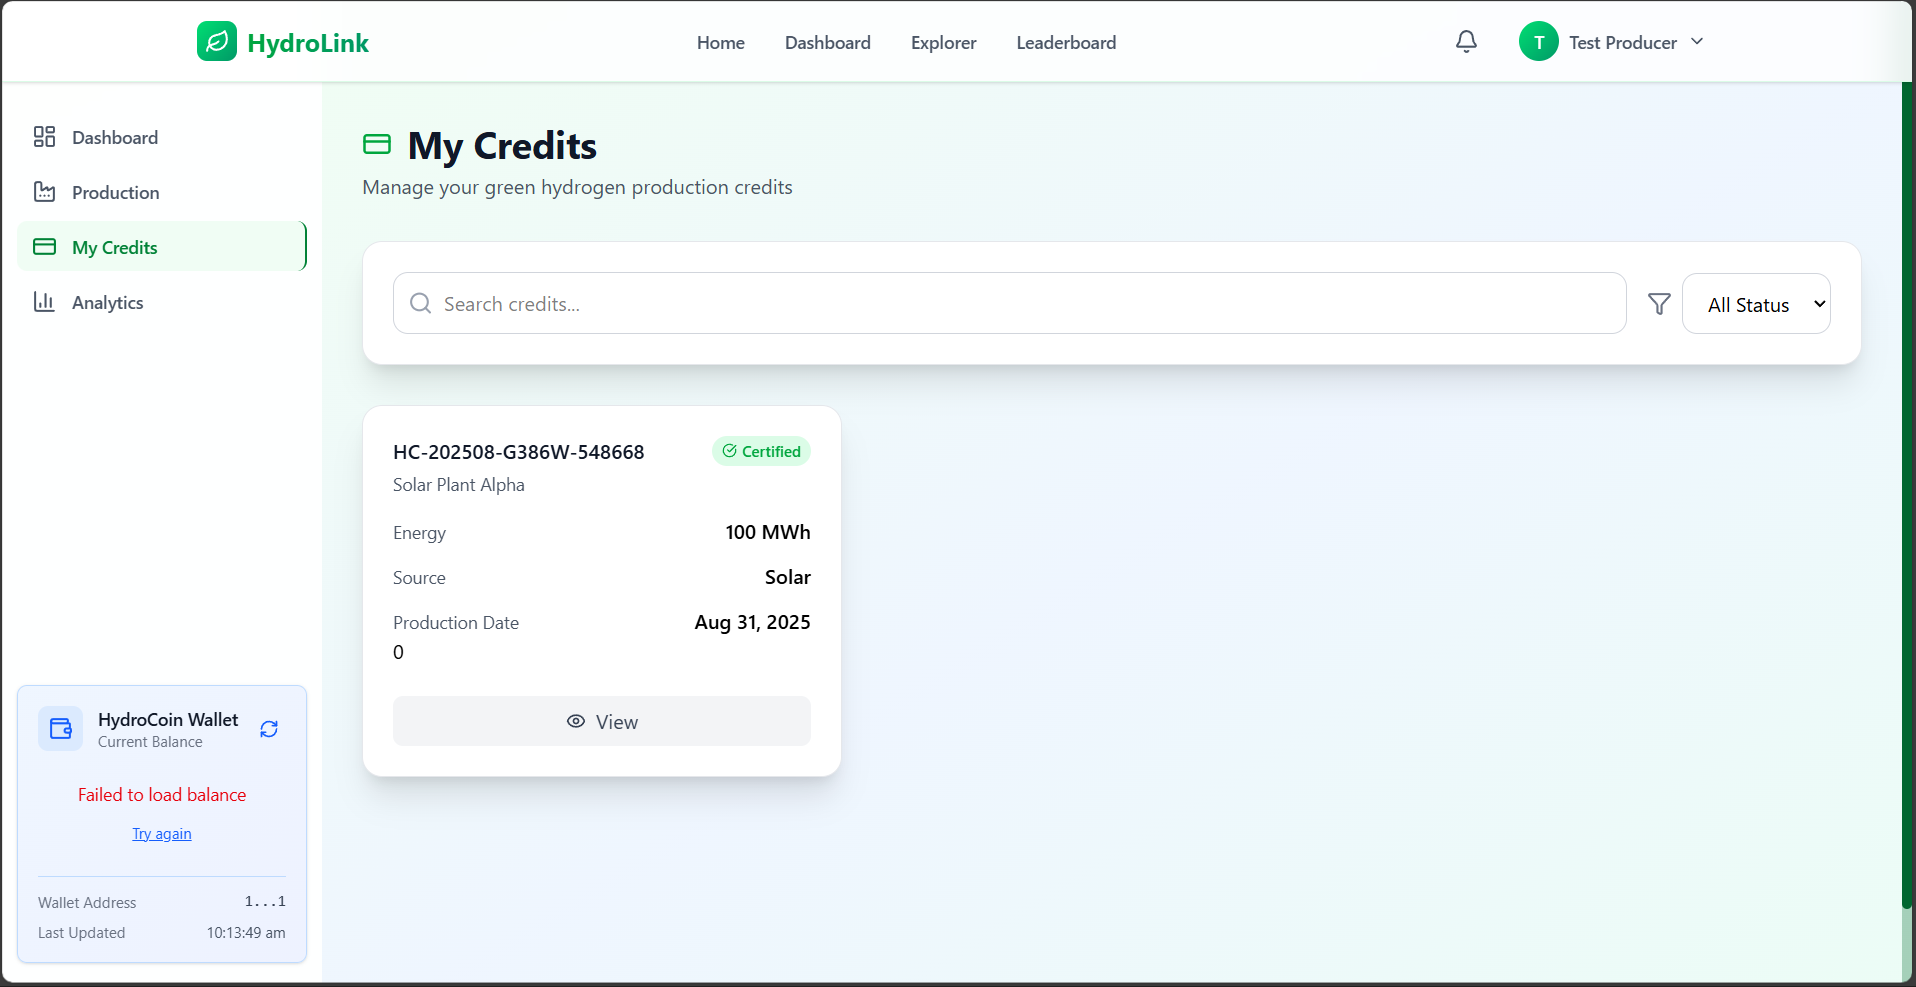 HydroLink
Home
Dashboard
Explorer
Leaderboard
T
Test Producer
Dashboard
Production
My Credits
Analytics
HydroCoin Wallet
Current Balance
Failed to load balance
Try again
Wallet Address 1...1
Last Updated 10:13:49 am
My Credits
Manage your green hydrogen production credits
Search credits...
All Status
HC-202508-G386W-548668
Certified
Solar Plant Alpha
Energy 100 MWh
Source Solar
Production Date Aug 31, 2025
0
View